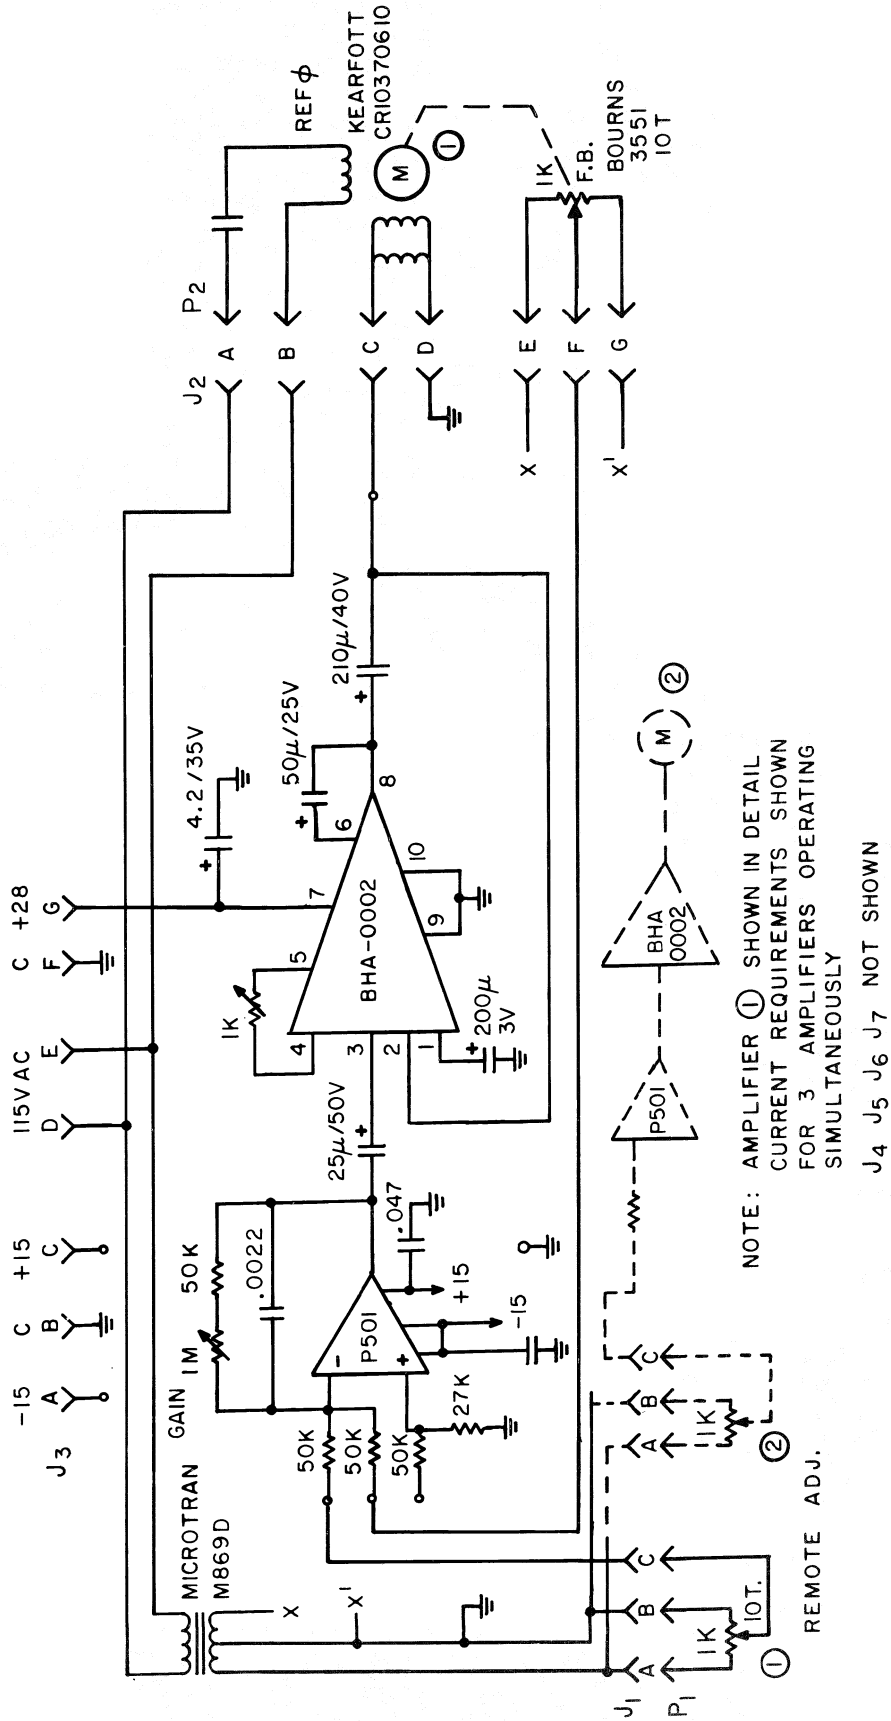 J3
-15 C +15 115VAC C +28
A B C D E F G
MICROTRAN
M869D
X
X'
GAIN 1M 50K
.0022
50K
50K
50K
27K
-
+
P501
.047
+15
-15
25μ/50V
+
1K
4 5
3
2
1
+
200μ
3V
BHA-0002
7
6
8
9 10
+
4.2/35V
+
50μ/25V
+
210μ/40V
J2 P2
A
B
C
D
E
F
G
X
X'
REF ϕ
KEARFOTT
CR10370610
M
1
1K
F.B.
BOURNS
3551
10T
J1
P1
A B C
1K
10T.
1
REMOTE ADJ.
A B C
1K
2
P501
BHA
0002
M
2
NOTE: AMPLIFIER 1 SHOWN IN DETAIL
CURRENT REQUIREMENTS SHOWN
FOR 3 AMPLIFIERS OPERATING
SIMULTANEOUSLY
J4 J5 J6 J7 NOT SHOWN